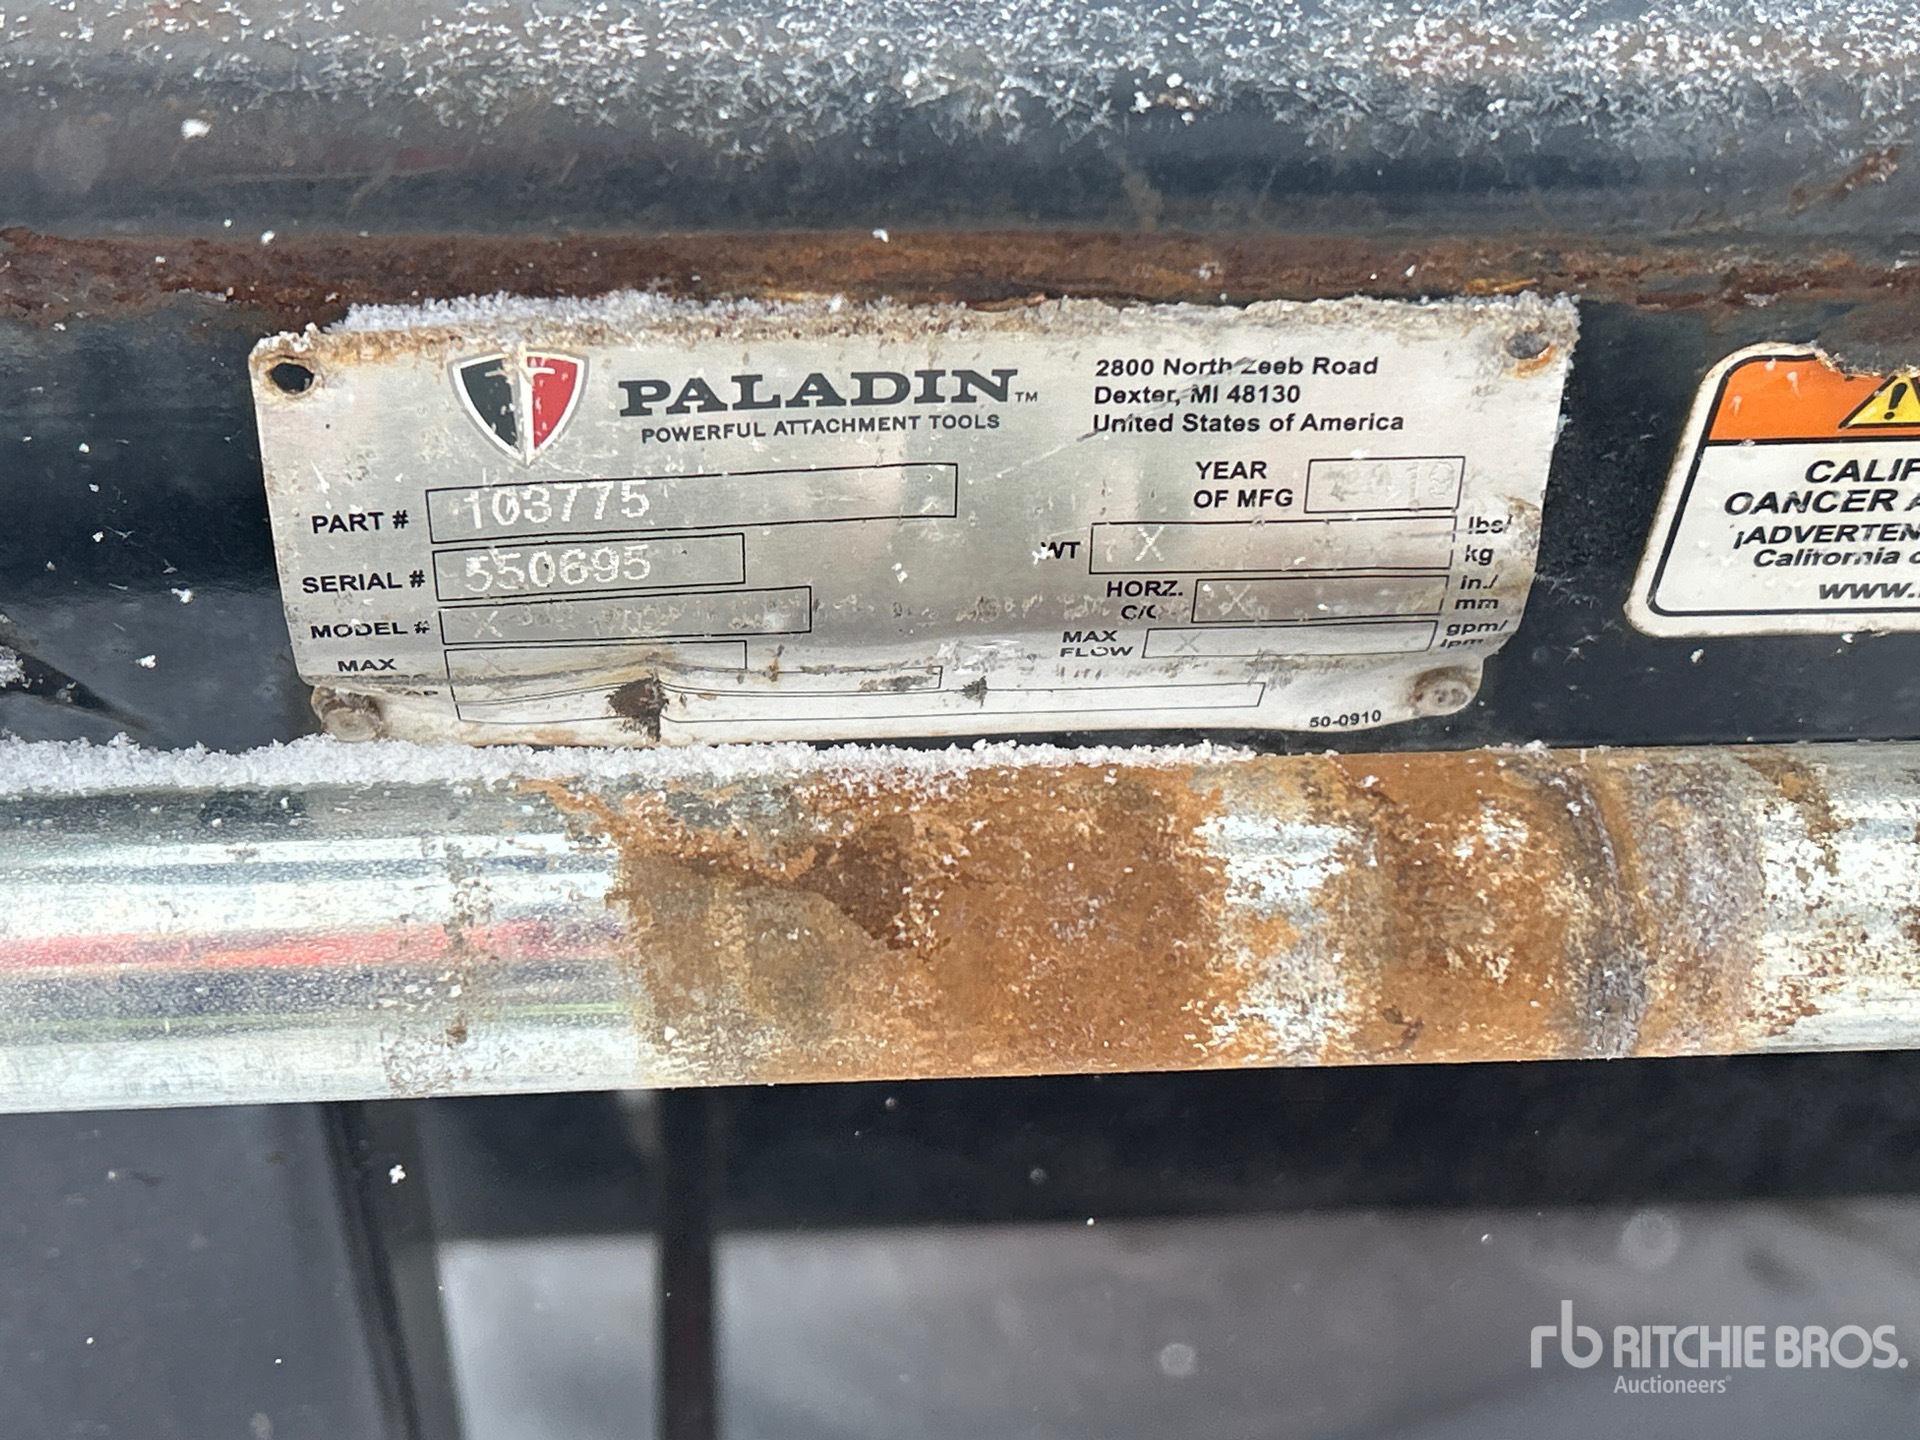 PALADIN™
POWERFUL ATTACHMENT TOOLS
2800 North Zeeb Road
Dexter, MI 48130
United States of America
PART # 103775
SERIAL # 550695
MODEL # X
MAX
YEAR
OF MFG
WT X lbs/
kg
HORZ. X in./
mm
MAX
FLOW X gpm/
lpm
50-0910
CALIF
CANCER A
¡ADVERTEN
California
www.
rb RITCHIE BROS.
Auctioneers